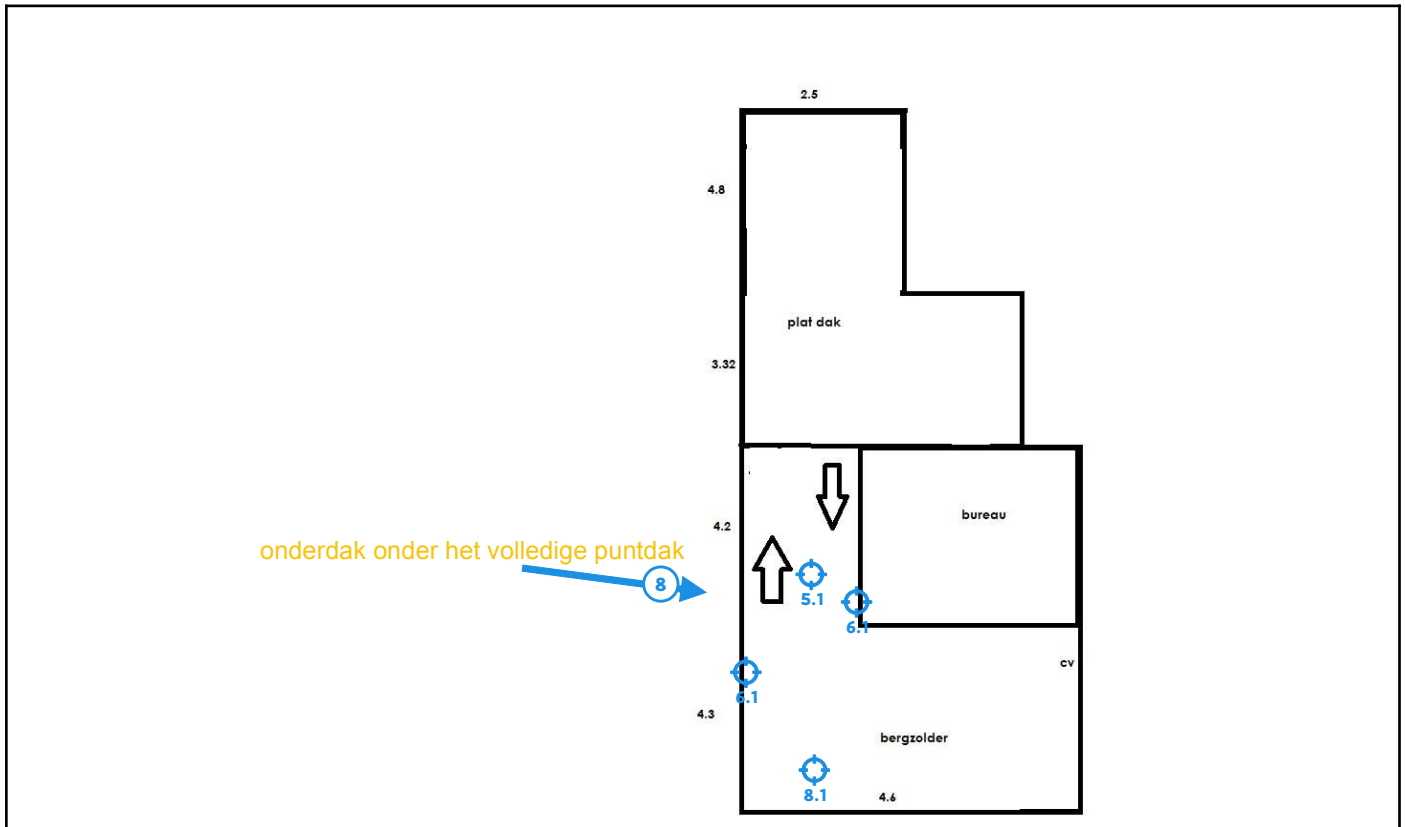 2.5
4.8
plat dak
3.32
bureau
4.2
onderdak onder het volledige puntdak
8
5.1
6.1
cv
6.1
4.3
bergzolder
8.1
4.6